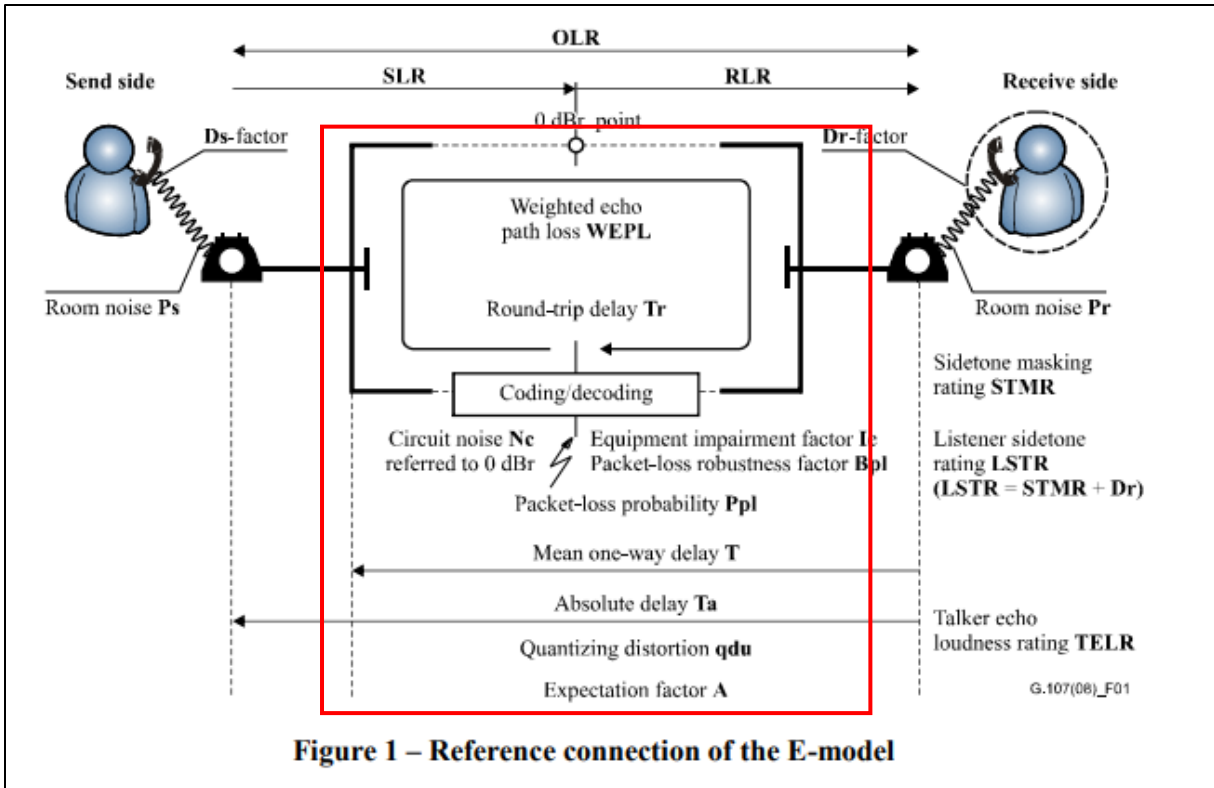 OLR
SLR
RLR
Send side
Receive side
0 dBr point
Ds-factor
Dr-factor
Weighted echo
path loss WEPL
Room noise Ps
Round-trip delay Tr
Room noise Pr
Coding/decoding
Sidetone masking
rating STMR
Circuit noise Nc
referred to 0 dBr
Equipment impairment factor Ie
Packet-loss robustness factor Bpl
Packet-loss probability Ppl
Listener sidetone
rating LSTR
(LSTR = STMR + Dr)
Mean one-way delay T
Absolute delay Ta
Talker echo
loudness rating TELR
Quantizing distortion qdu
Expectation factor A
G.107(08)_F01
Figure 1 – Reference connection of the E-model